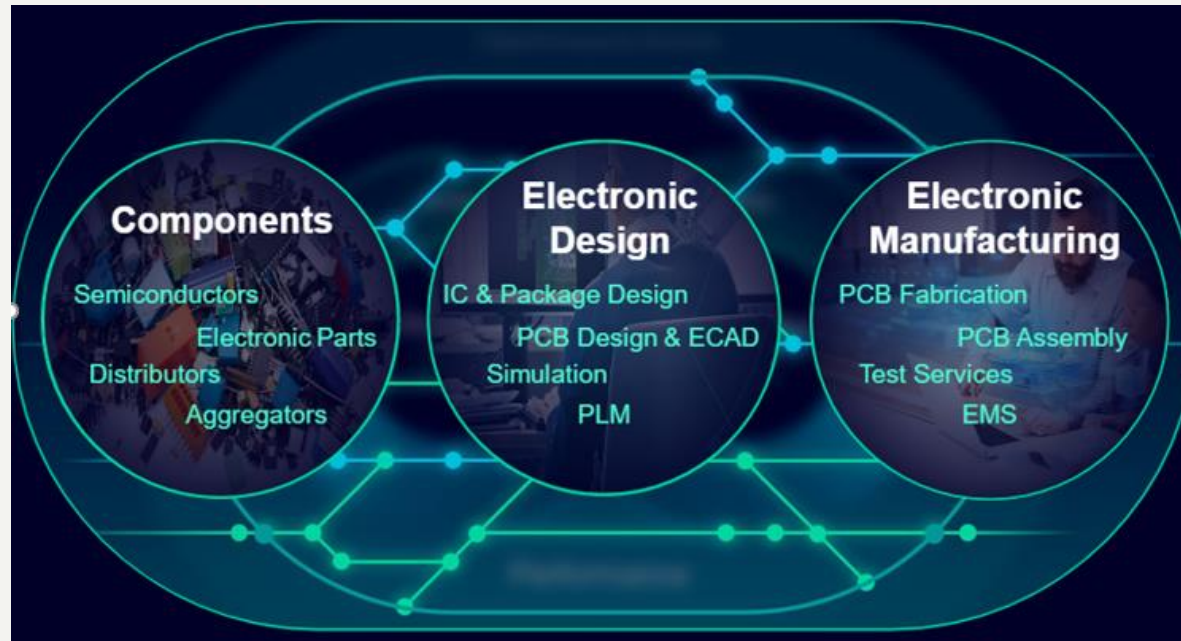 Components
Semiconductors
Electronic Parts
Distributors
Aggregators
Electronic
Design
IC & Package Design
PCB Design & ECAD
Simulation
PLM
Electronic
Manufacturing
PCB Fabrication
PCB Assembly
Test Services
EMS